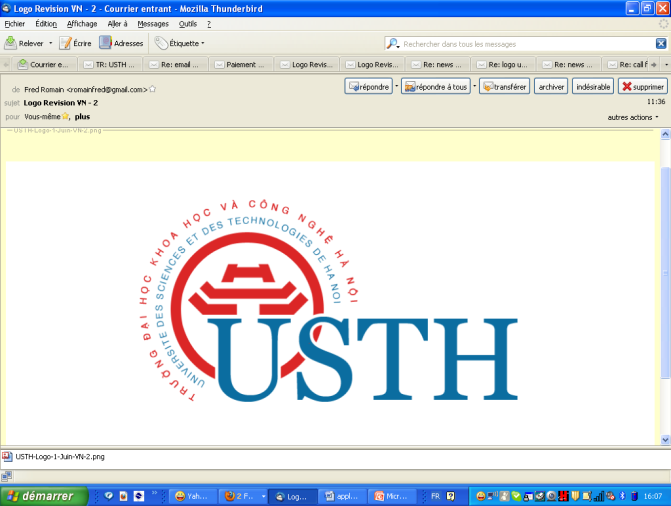 Logo Revision VN - 2 - Courrier entrant - Mozilla Thunderbird
Fichier Edition Affichage Aller à Messages Outils ?
Relever Écrire Adresses Étiquette
Rechercher dans tous les messages
Courrier e... TR: USTH ... Re: email ... Paiement ... Logo Revis... Logo Revis... Re: news ... Re: logo u... Re: news ... Re: call f
de Fred Romain <romainfred@gmail.com>
répondre répondre à tous transférer archiver indésirable supprimer
sujet Logo Revision VN - 2
11:36
pour Vous-même, plus
autres actions
USTH-Logo-1-Juin-VN-2.png
TRƯỜNG ĐẠI HỌC KHOA HỌC VÀ CÔNG NGHỆ HÀ NỘI
UNIVERSITE DES SCIENCES ET DES TECHNOLOGIES DE HA NOI
USTH
USTH-Logo-1-Juin-VN-2.png
démarrer
Yah...
2 F...
Log...
appl...
Micr...
FR
16:07